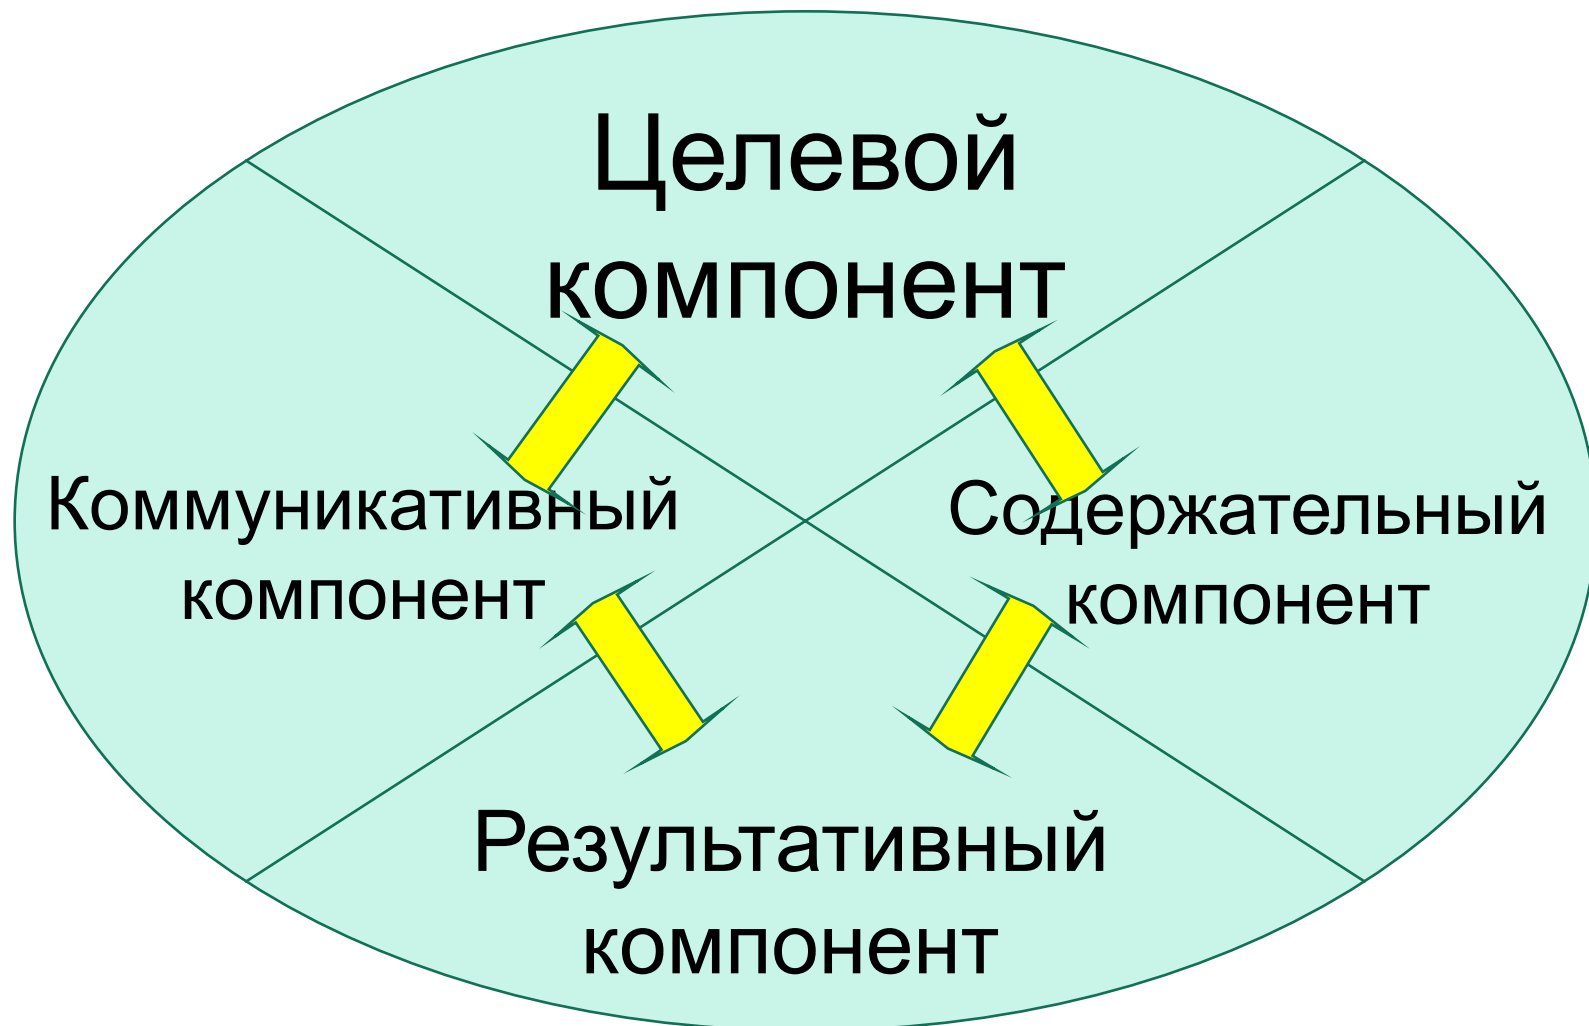 Целевой
компонент
Коммуникативный
компонент
Содержательный
компонент
Результативный
компонент